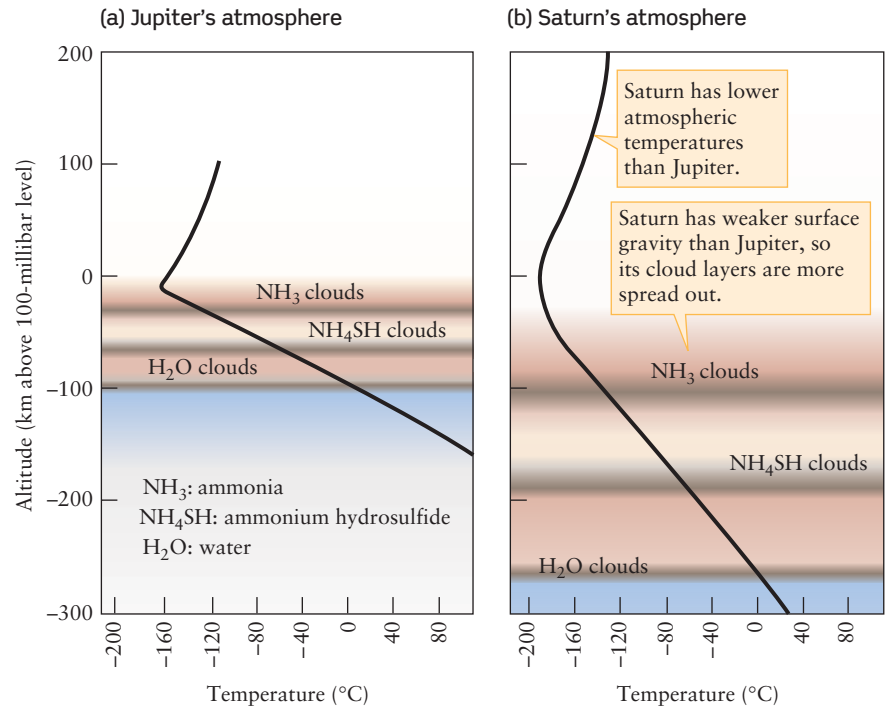 (a) Jupiter’s atmosphere
200
100
0
−100
−200
−300
Altitude (km above 100-millibar level)
NH₃ clouds
NH₄SH clouds
H₂O clouds
NH₃: ammonia
NH₄SH: ammonium hydrosulfide
H₂O: water
−200
−160
−120
−80
−40
0
40
80
Temperature (°C)
(b) Saturn’s atmosphere
Saturn has lower
atmospheric
temperatures
than Jupiter.
Saturn has weaker surface
gravity than Jupiter, so
its cloud layers are more
spread out.
NH₃ clouds
NH₄SH clouds
H₂O clouds
−200
−160
−120
−80
−40
0
40
80
Temperature (°C)